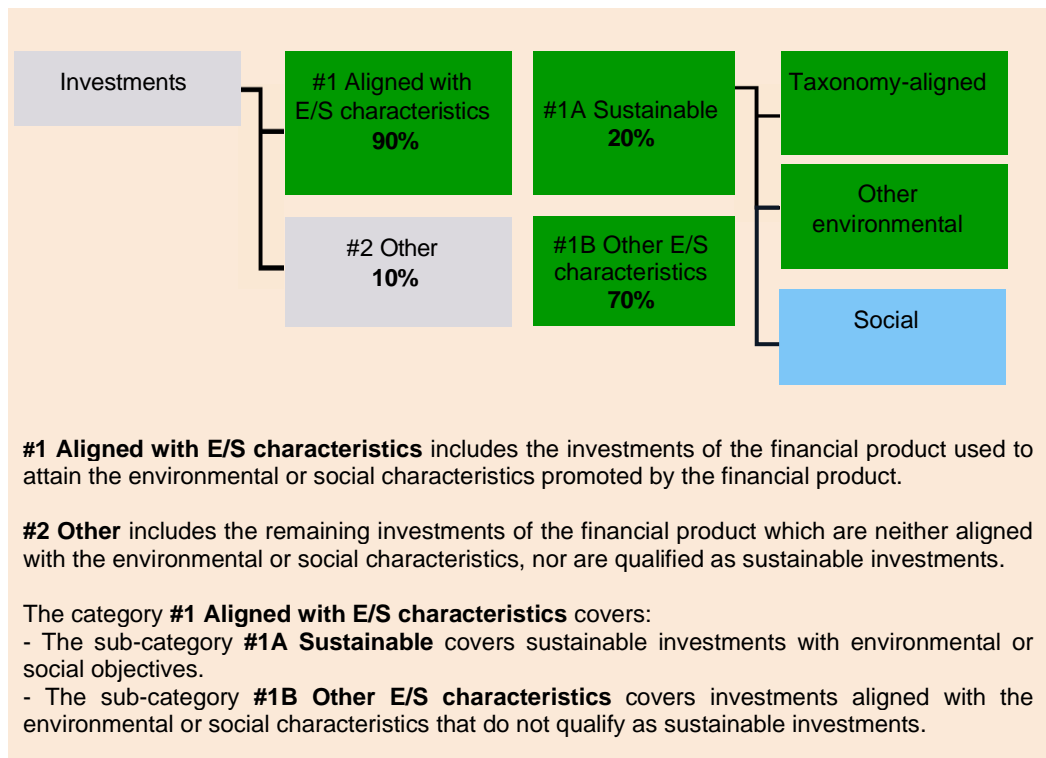 Investments
#1 Aligned with
E/S characteristics
90%
#2 Other
10%
#1A Sustainable
20%
#1B Other E/S
characteristics
70%
Taxonomy-aligned
Other
environmental
Social
#1 Aligned with E/S characteristics includes the investments of the financial product used to
attain the environmental or social characteristics promoted by the financial product.
#2 Other includes the remaining investments of the financial product which are neither aligned
with the environmental or social characteristics, nor are qualified as sustainable investments.
The category #1 Aligned with E/S characteristics covers:
- The sub-category #1A Sustainable covers sustainable investments with environmental or
social objectives.
- The sub-category #1B Other E/S characteristics covers investments aligned with the
environmental or social characteristics that do not qualify as sustainable investments.